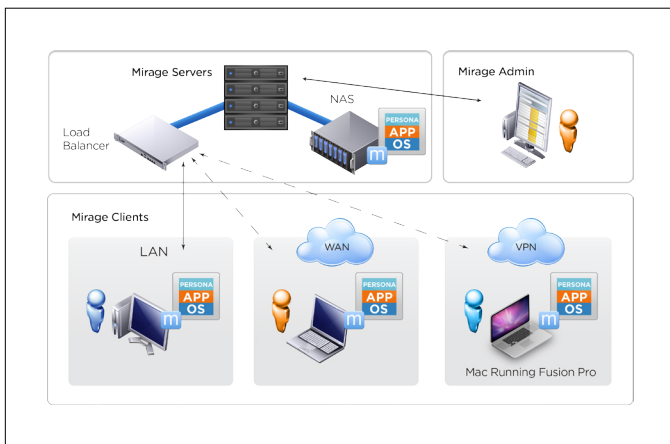 Mirage Servers
Mirage Admin
NAS
Load
Balancer
PERSONA
APP
OS
m
Mirage Clients
LAN
WAN
VPN
PERSONA
APP
OS
m
PERSONA
APP
OS
m
PERSONA
APP
OS
m
Mac Running Fusion Pro